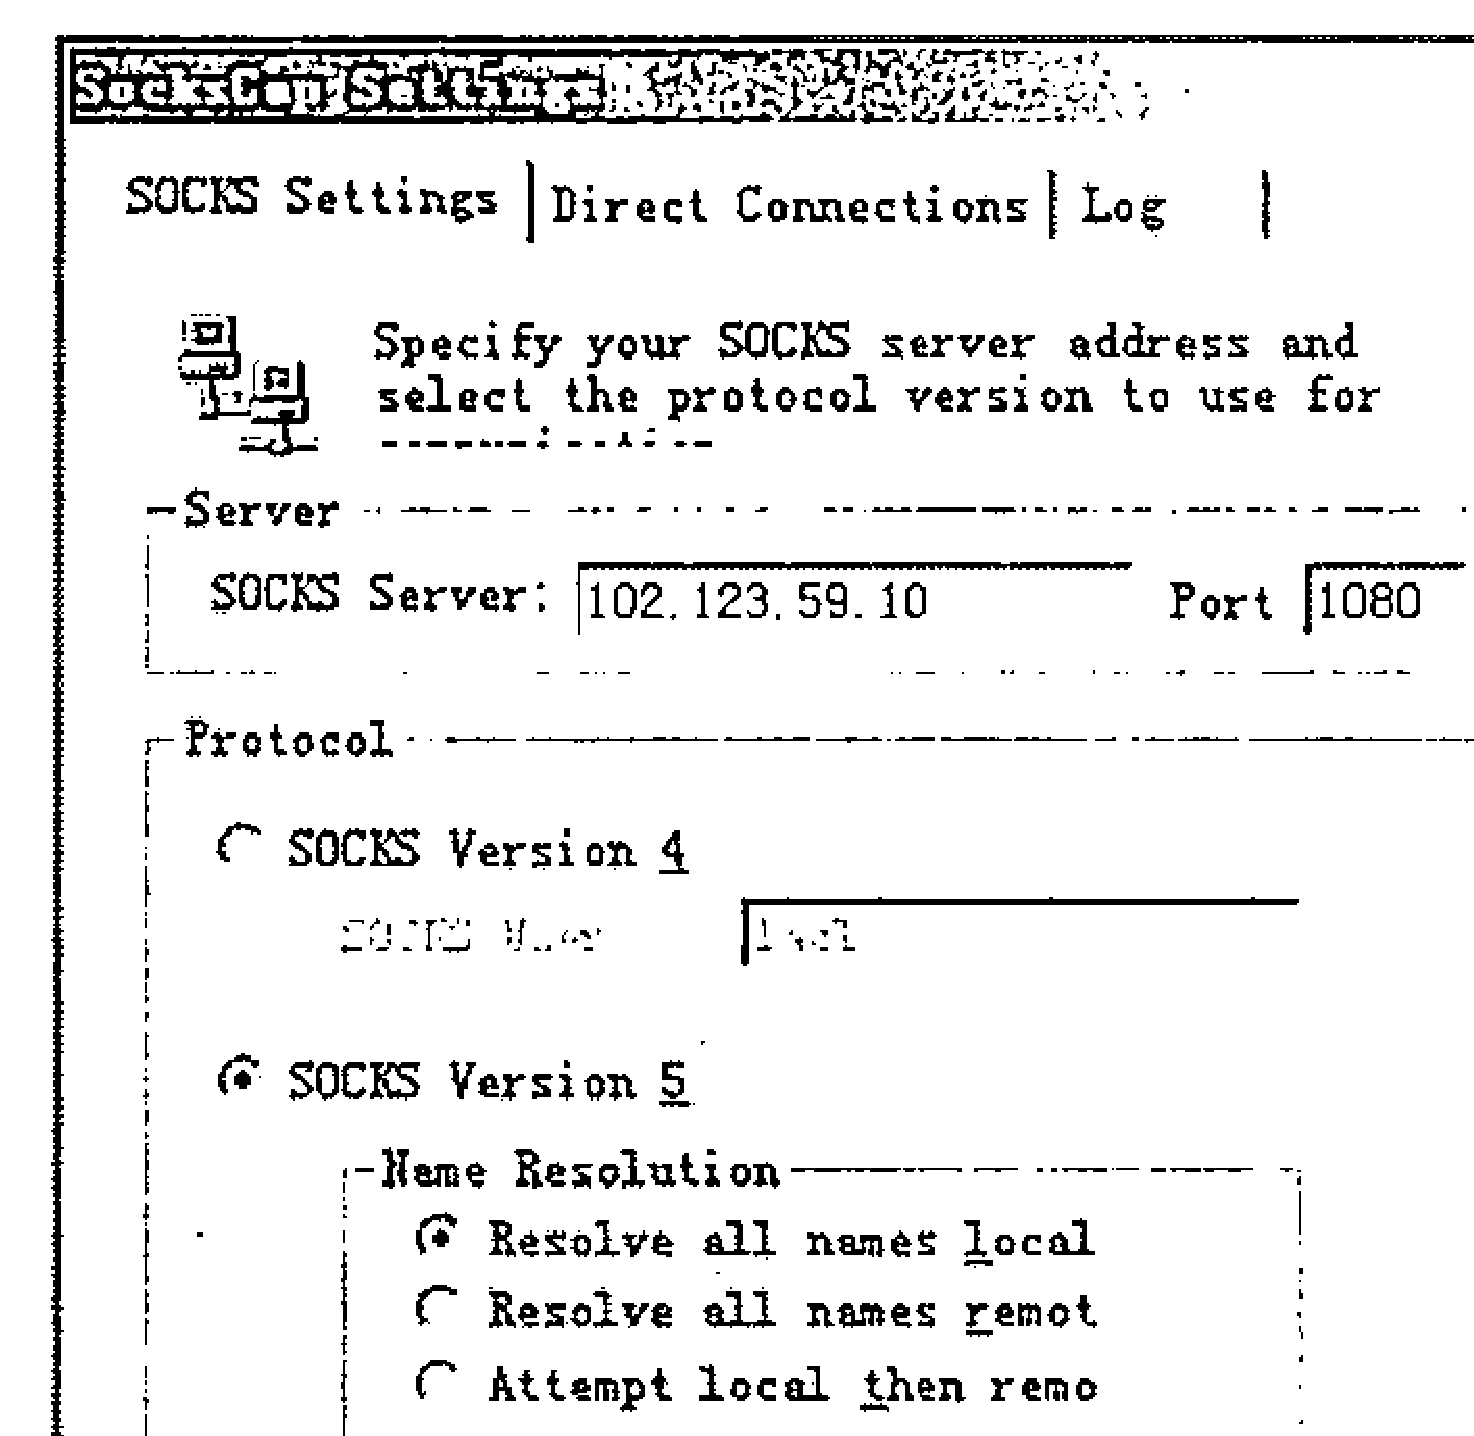 SocksCap Settings
SOCKS Settings Direct Connections Log
Specify your SOCKS server address and
select the protocol version to use for
Server
SOCKS Server: 102.123.59.10 Port 1080
Protocol
SOCKS Version 4
SOCKS User
SOCKS Version 5
Name Resolution
Resolve all names local
Resolve all names remot
Attempt local then remo